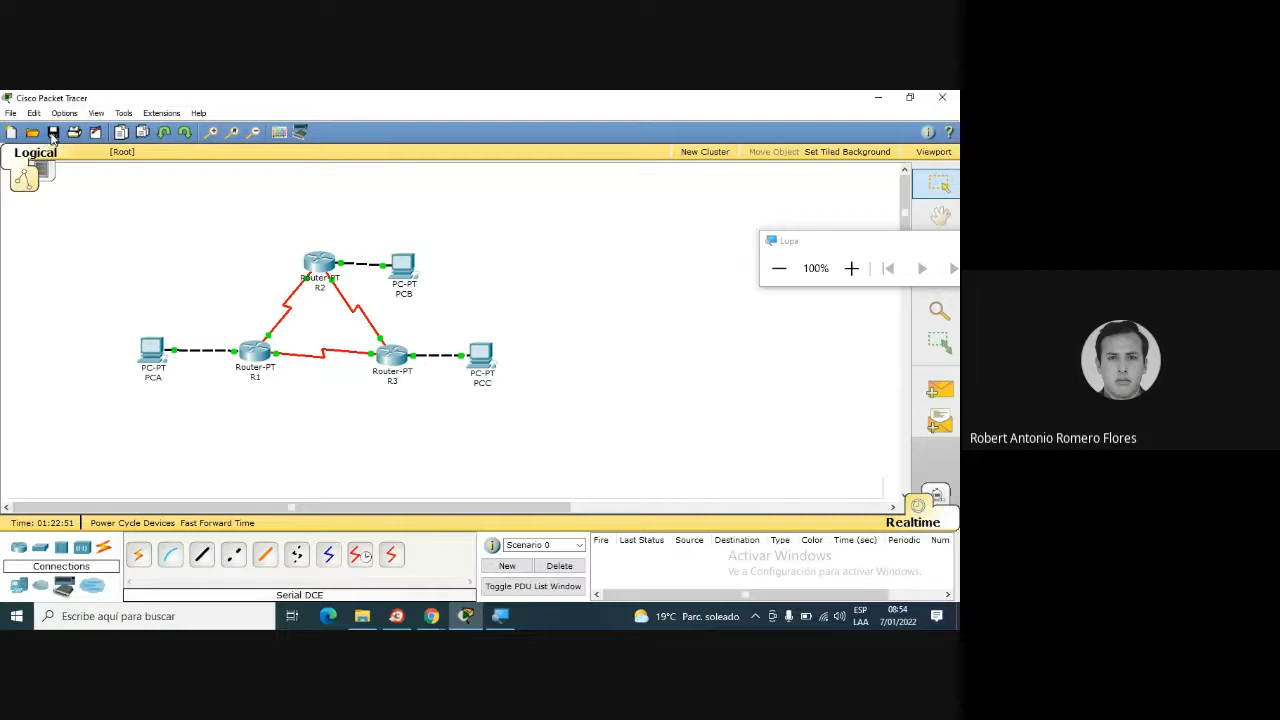 Cisco Packet Tracer
File Edit Options View Tools Extensions Help
Logical [Root] New Cluster Move Object Set Tiled Background Viewport
Lupa
100%
Router-PT
R2
PC-PT
PCB
PC-PT
PCA
Router-PT
R1
Router-PT
R3
PC-PT
PCC
Robert Antonio Romero Flores
Time: 01:22:51 Power Cycle Devices Fast Forward Time
Realtime
Scenario 0
Fire Last Status Source Destination Type Color Time (sec) Periodic Num
New Delete
Toggle PDU List Window
Connections
Serial DCE
Activar Windows
Ve a Configuración para activar Windows.
Escribe aquí para buscar
19°C Parc. soleado
ESP
LAA
08:54
7/01/2022